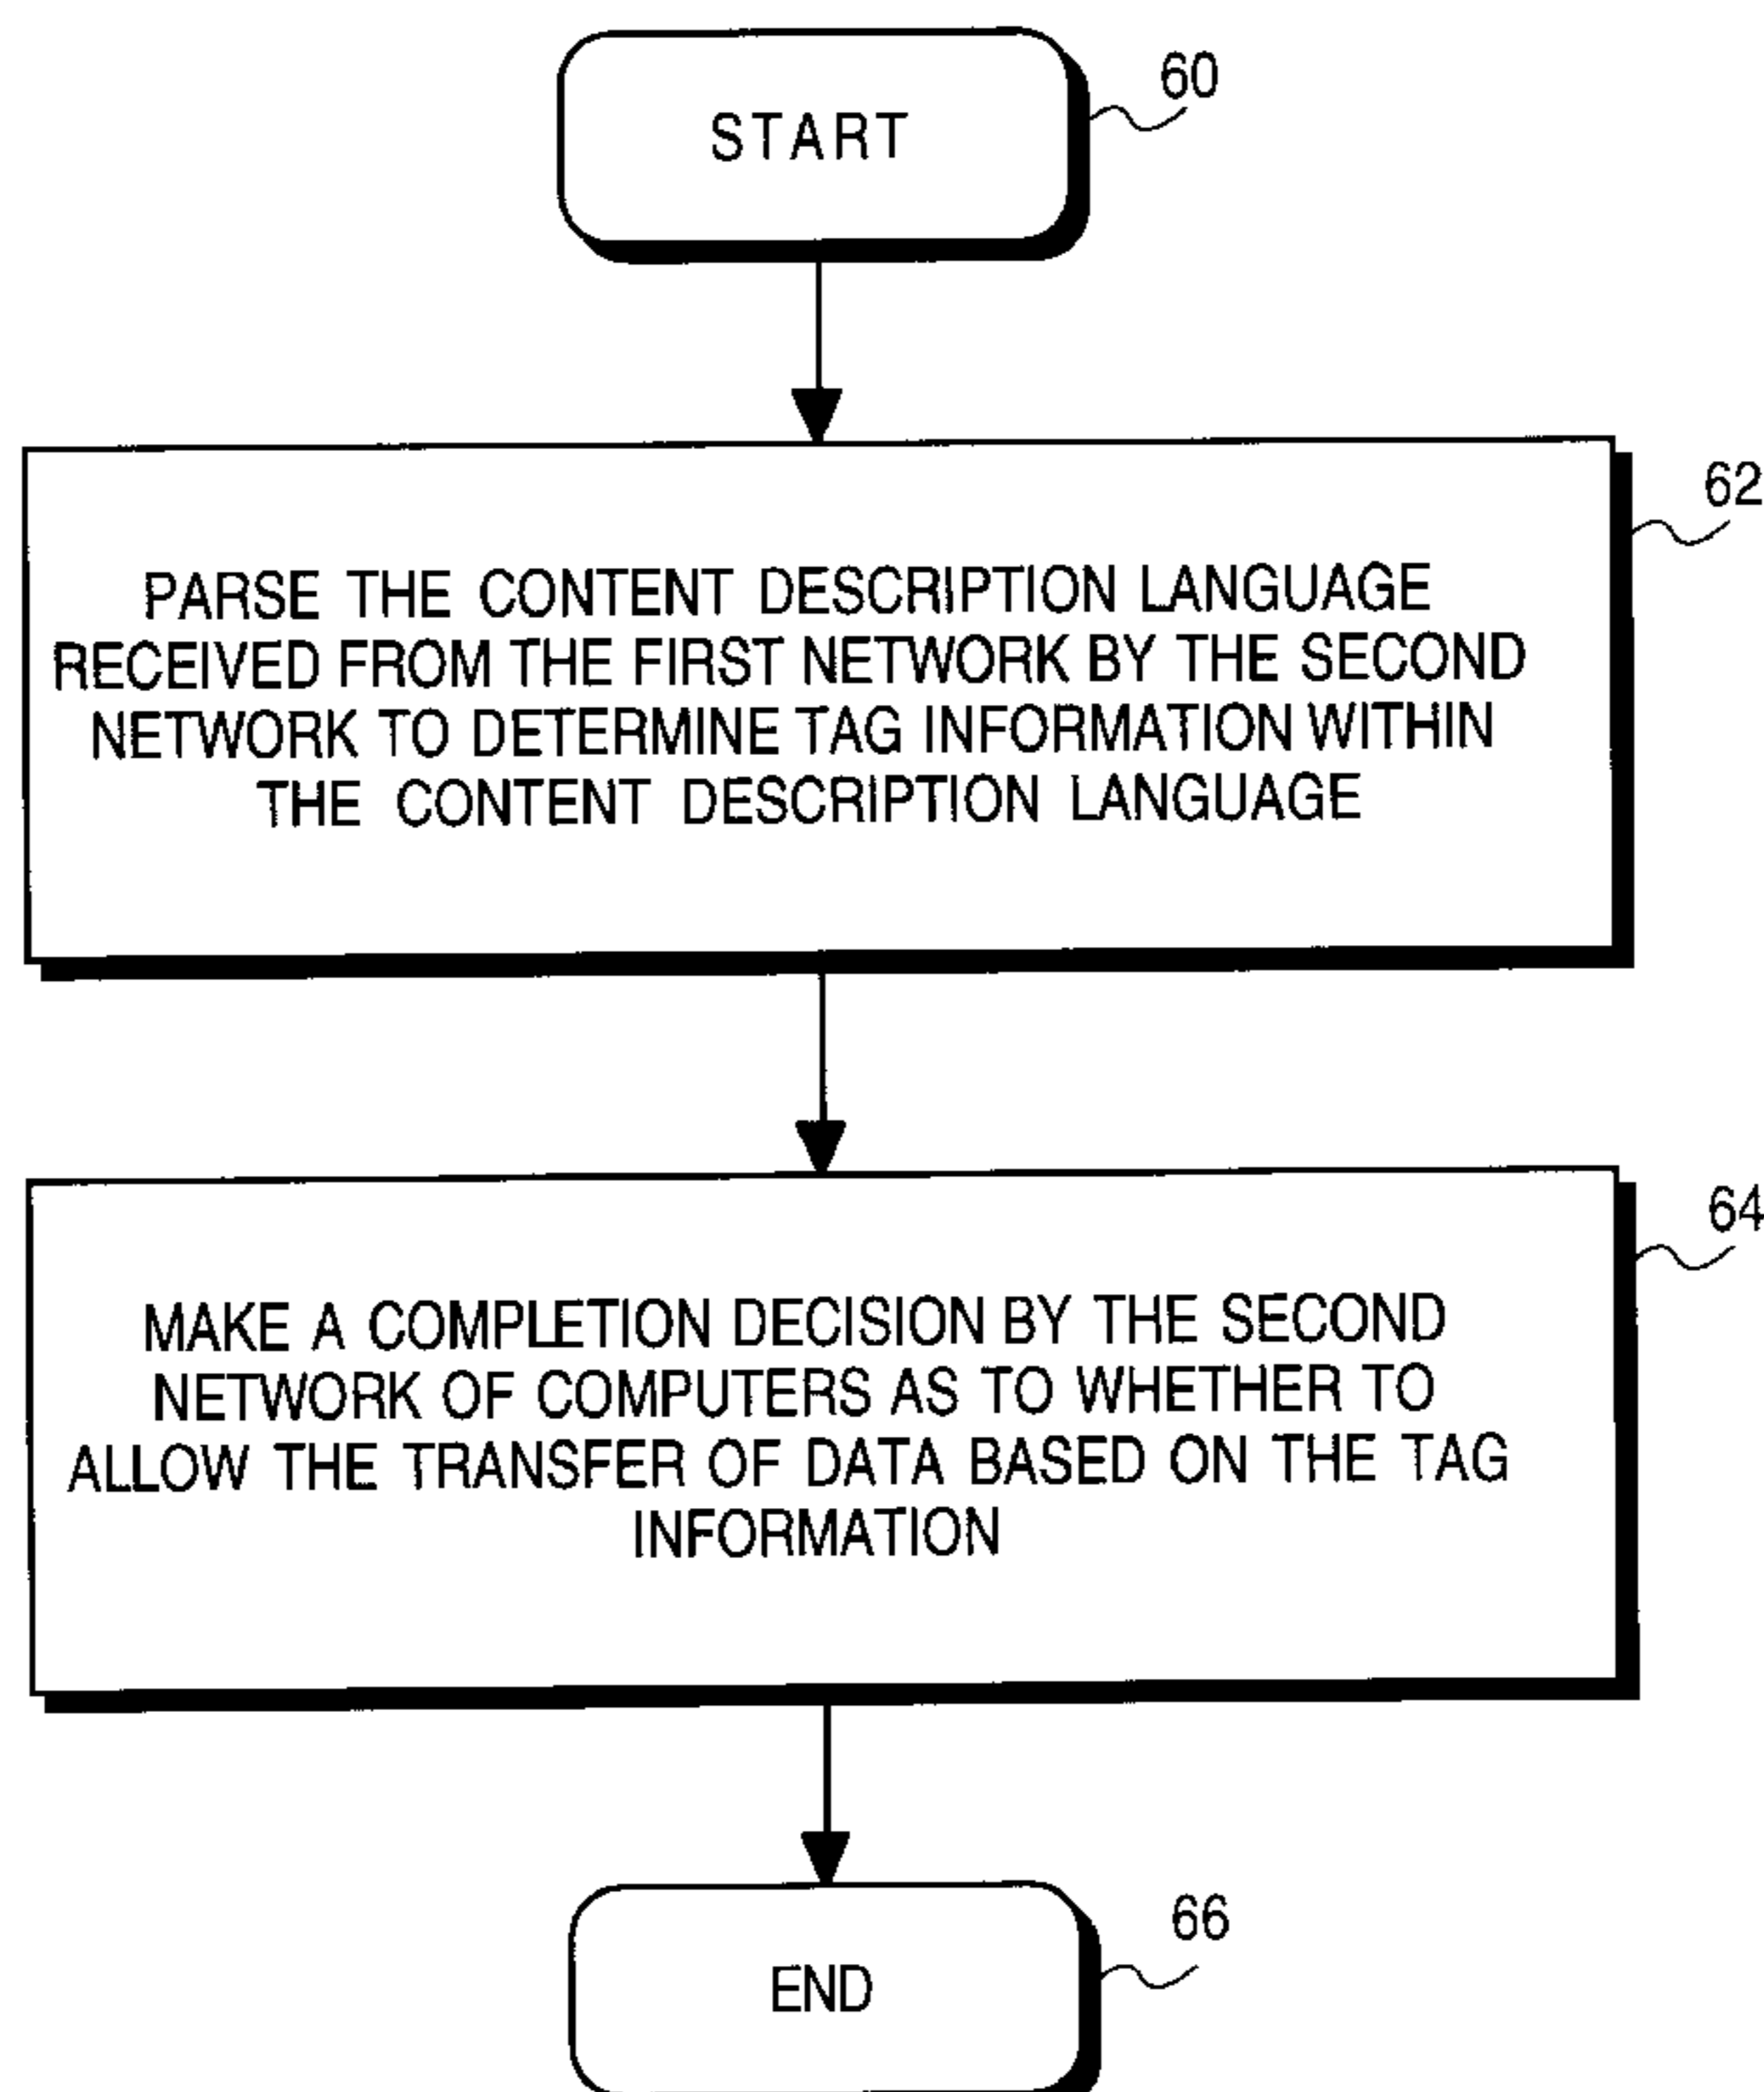 START
60
62
PARSE THE CONTENT DESCRIPTION LANGUAGE
RECEIVED FROM THE FIRST NETWORK BY THE SECOND
NETWORK TO DETERMINE TAG INFORMATION WITHIN
THE CONTENT DESCRIPTION LANGUAGE
64
MAKE A COMPLETION DECISION BY THE SECOND
NETWORK OF COMPUTERS AS TO WHETHER TO
ALLOW THE TRANSFER OF DATA BASED ON THE TAG
INFORMATION
66
END